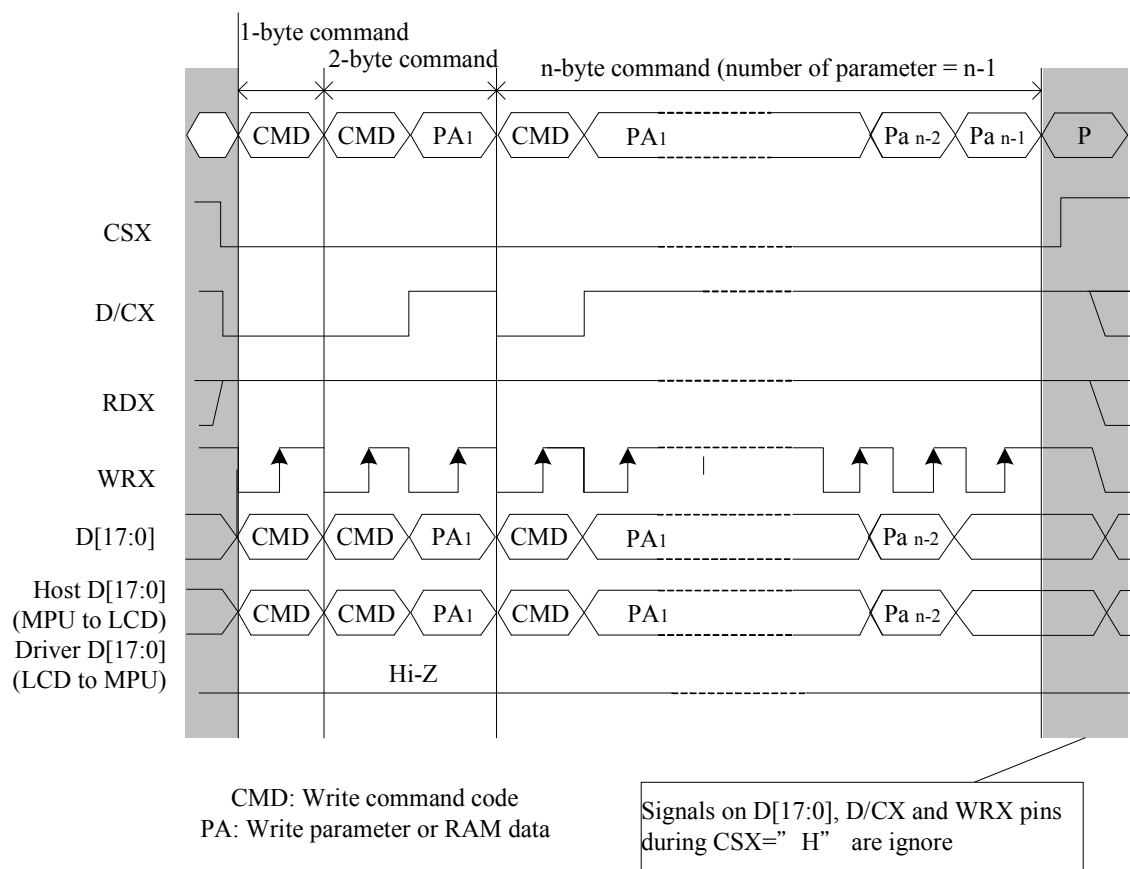 1-byte command
2-byte command
n-byte command (number of parameter = n-1
CMD CMD PA1 CMD PA1 Pa n-2 Pa n-1 P
CSX
D/CX
RDX
WRX
D[17:0] CMD CMD PA1 CMD PA1 Pa n-2
Host D[17:0]
(MPU to LCD) CMD CMD PA1 CMD PA1 Pa n-2
Driver D[17:0]
(LCD to MPU)
Hi-Z
CMD: Write command code
PA: Write parameter or RAM data
Signals on D[17:0], D/CX and WRX pins
during CSX=” H” are ignore